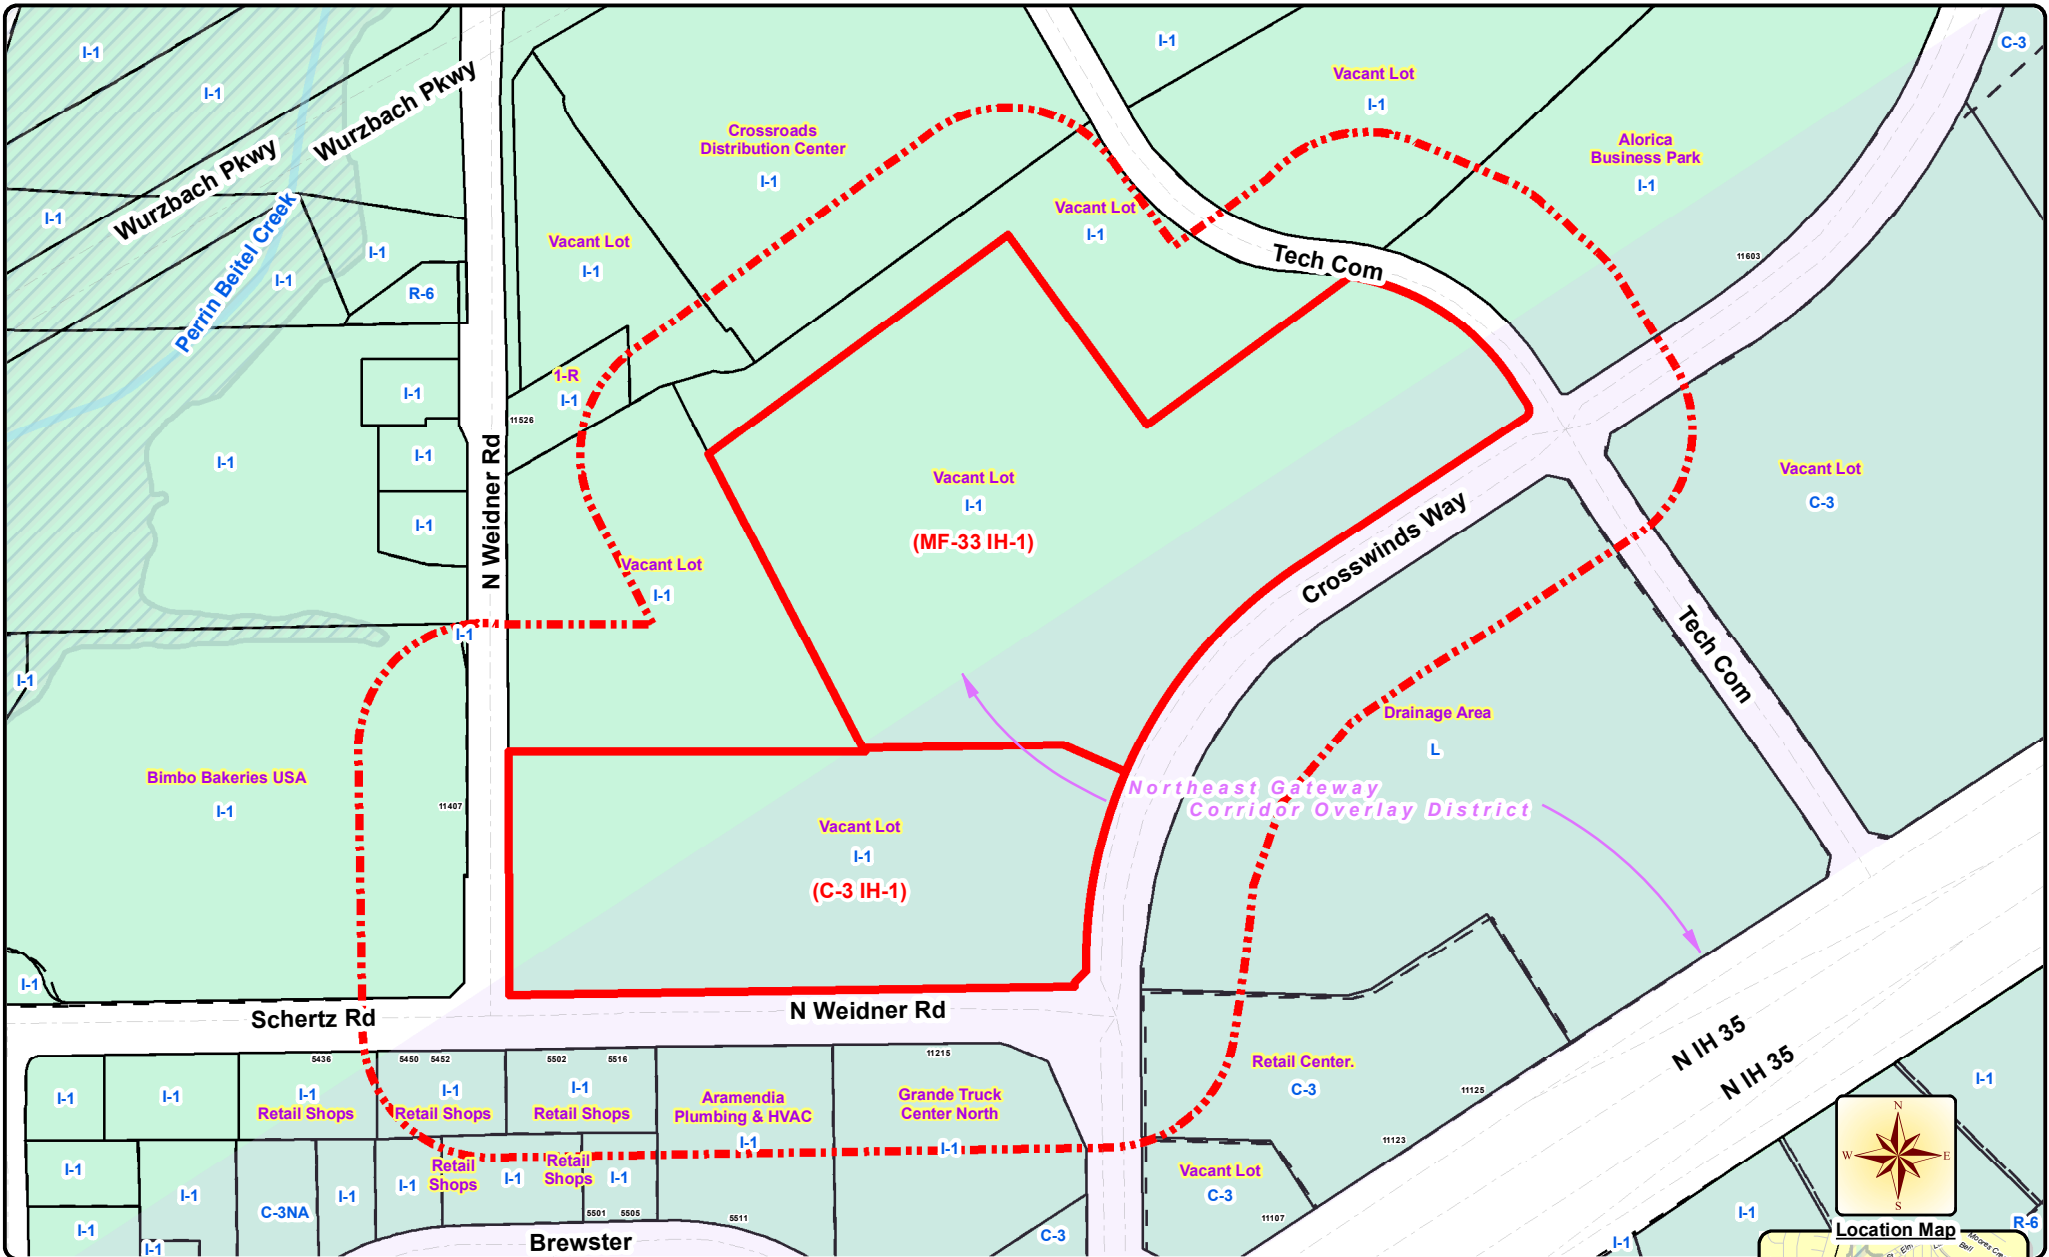 I-1
I-1
C-3
I-1
Wurzbach Pkwy
Wurzbach Pkwy
Vacant Lot
I-1
Crossroads
Distribution Center
I-1
Alorica
Business Park
I-1
I-1
Perrin Beitel Creek
I-1
I-1
R-6
Vacant Lot
I-1
Vacant Lot
I-1
Tech Com
11603
1-R
I-1
11526
I-1
I-1
I-1
I-1
N Weidner Rd
Vacant Lot
I-1
(MF-33 IH-1)
Vacant Lot
C-3
Crosswinds Way
Vacant Lot
I-1
I-1
I-1
Tech Com
Drainage Area
L
Northeast Gateway
Corridor Overlay District
Bimbo Bakeries USA
I-1
11407
Vacant Lot
I-1
(C-3 IH-1)
I-1
Schertz Rd
N Weidner Rd
N IH 35
N IH 35
5436
5450
5452
5502
5516
11215
I-1
I-1
I-1
Retail Shops
I-1
Retail Shops
I-1
Retail Shops
Aramendia
Plumbing & HVAC
I-1
Grande Truck
Center North
I-1
Retail Center.
C-3
11125
11123
I-1
I-1
I-1
C-3NA
I-1
I-1
Retail
Shops
I-1
Retail
Shops
I-1
Vacant Lot
C-3
11107
I-1
I-1
5501
5505
5511
Brewster
C-3
I-1
I-1
R-6
N
W
E
S
Location Map
Elm
Bell